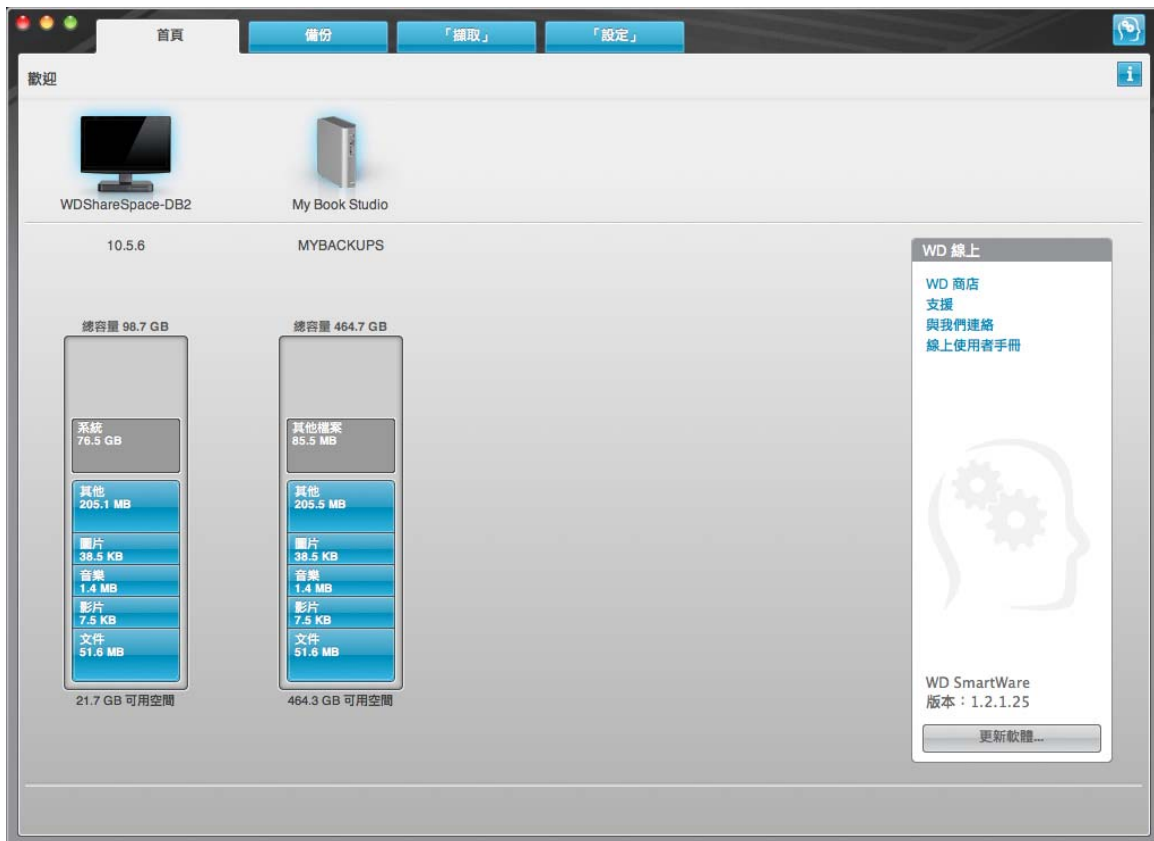 首頁
備份
「擷取」
「設定」
歡迎
i
WDShareSpace-DB2
My Book Studio
10.5.6
MYBACKUPS
總容量 98.7 GB
總容量 464.7 GB
系統
76.5 GB
其他
205.1 MB
圖片
38.5 KB
音樂
1.4 MB
影片
7.5 KB
文件
51.6 MB
21.7 GB 可用空間
其他檔案
85.5 MB
其他
205.5 MB
圖片
38.5 KB
音樂
1.4 MB
影片
7.5 KB
文件
51.6 MB
464.3 GB 可用空間
WD 線上
WD 商店
支援
與我們連絡
線上使用者手冊
WD SmartWare
版本：1.2.1.25
更新軟體...